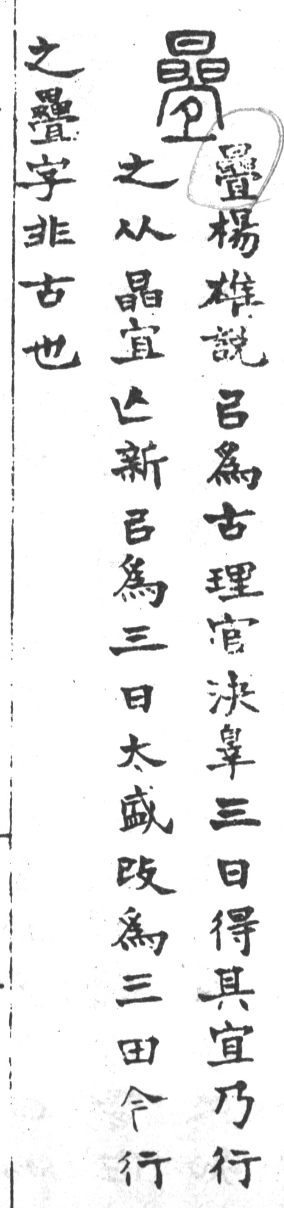 曡
疊楊雄說㠯爲古理官決辠三日得其宜乃行
之从晶宜亾新㠯爲三日太盛改爲三田今行
之疊字非古也